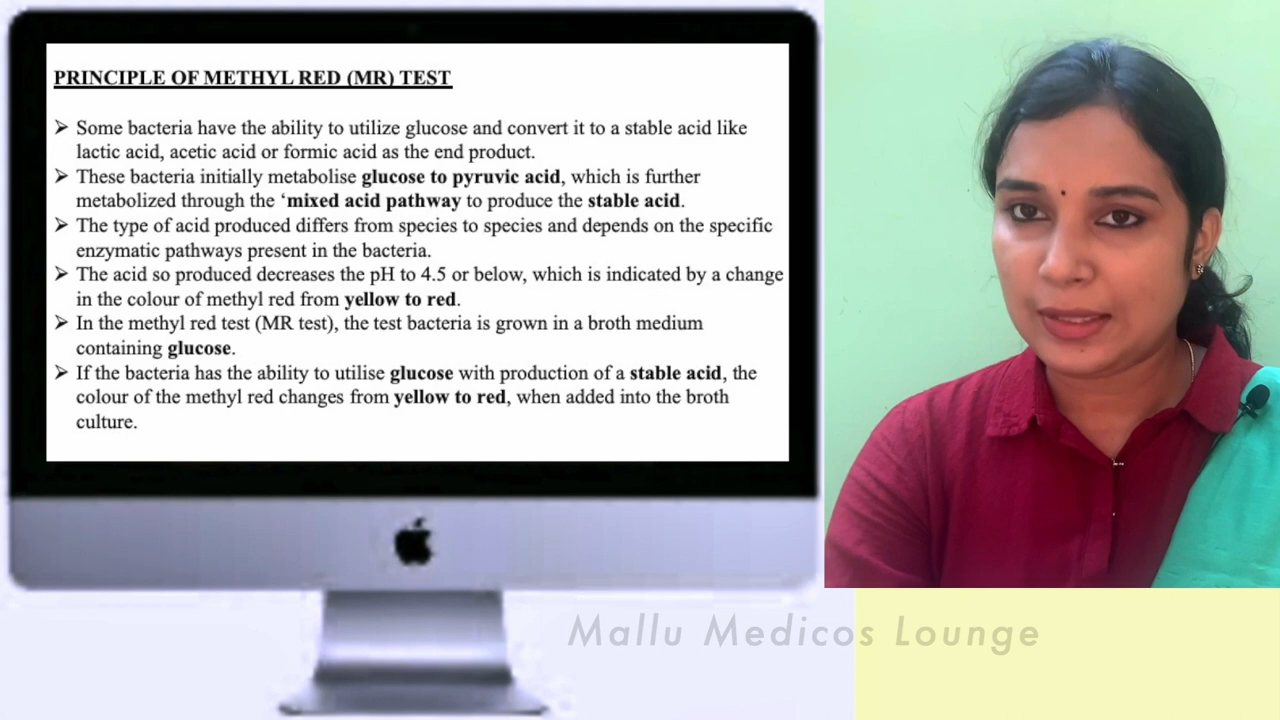 PRINCIPLE OF METHYL RED (MR) TEST
➢ Some bacteria have the ability to utilize glucose and convert it to a stable acid like
lactic acid, acetic acid or formic acid as the end product.
➢ These bacteria initially metabolise glucose to pyruvic acid, which is further
metabolized through the ‘mixed acid pathway to produce the stable acid.
➢ The type of acid produced differs from species to species and depends on the specific
enzymatic pathways present in the bacteria.
➢ The acid so produced decreases the pH to 4.5 or below, which is indicated by a change
in the colour of methyl red from yellow to red.
➢ In the methyl red test (MR test), the test bacteria is grown in a broth medium
containing glucose.
➢ If the bacteria has the ability to utilise glucose with production of a stable acid, the
colour of the methyl red changes from yellow to red, when added into the broth
culture.
Mallu Medicos Lounge